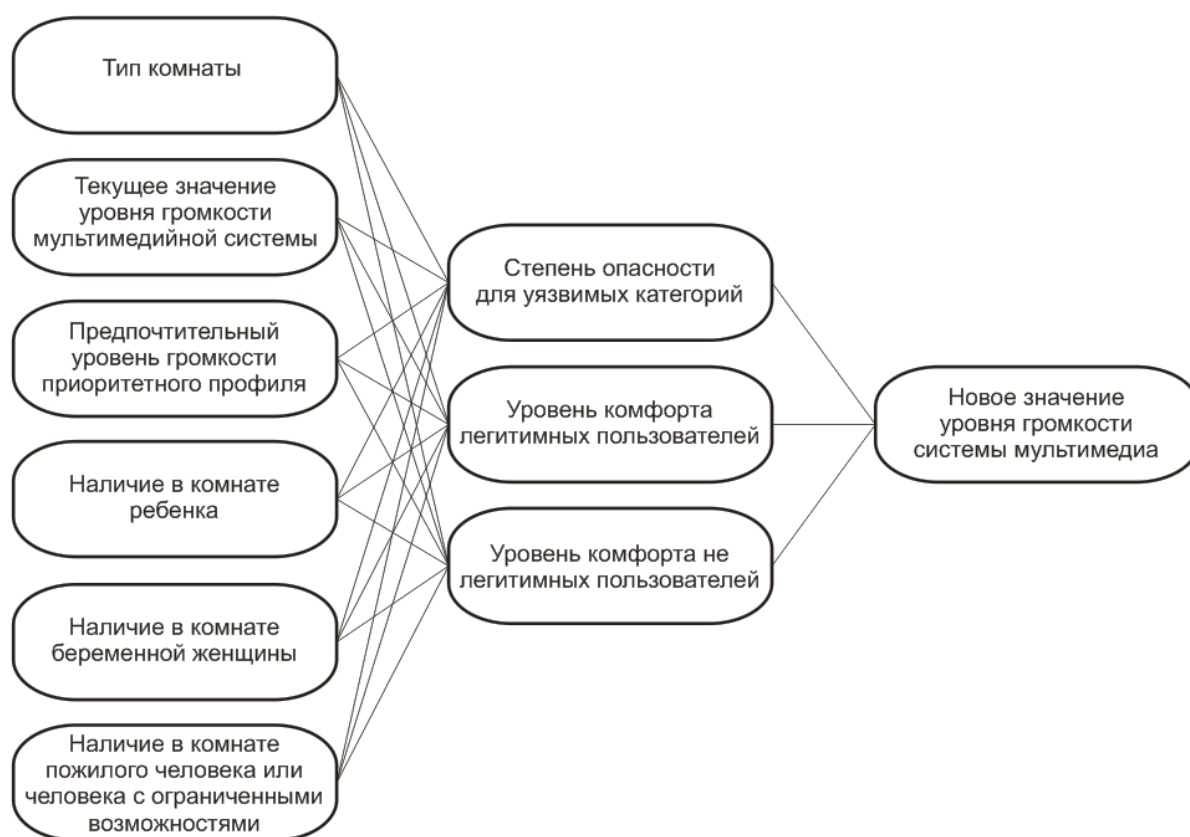 Тип комнаты
Текущее значение
уровня громкости
мультимедийной системы
Предпочтительный
уровень громкости
приоритетного профиля
Наличие в комнате
ребенка
Наличие в комнате
беременной женщины
Наличие в комнате
пожилого человека или
человека с ограниченными
возможностями
Степень опасности
для уязвимых категорий
Уровень комфорта
легитимных пользователей
Уровень комфорта не
легитимных пользователей
Новое значение
уровня громкости
системы мультимедиа